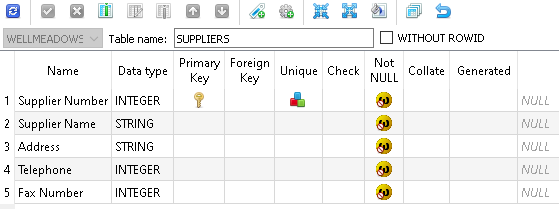 WELLMEADOWS Table name: SUPPLIERS WITHOUT ROWID
Name Data type Primary Key Foreign Key Unique Check Not NULL Collate Generated
1 Supplier Number INTEGER NULL
2 Supplier Name STRING NULL
3 Address STRING NULL
4 Telephone INTEGER NULL
5 Fax Number INTEGER NULL